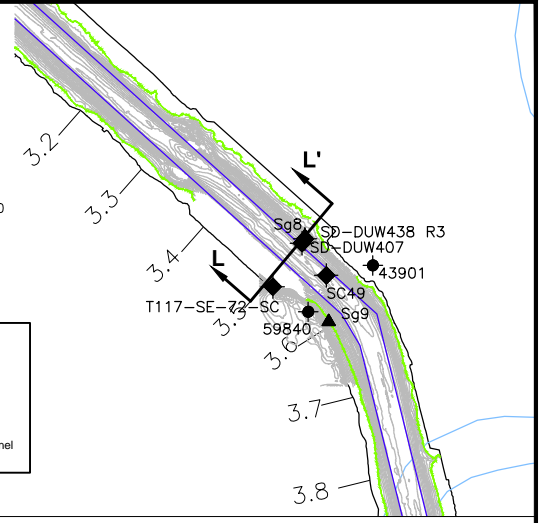 3.2
3.3
3.4
3.5
3.6
3.7
3.8
L'
L
Sg8
SD-DUW438 R3
SD-DUW407
43901
SC49
T117-SE-72-SC
Sg9
59840